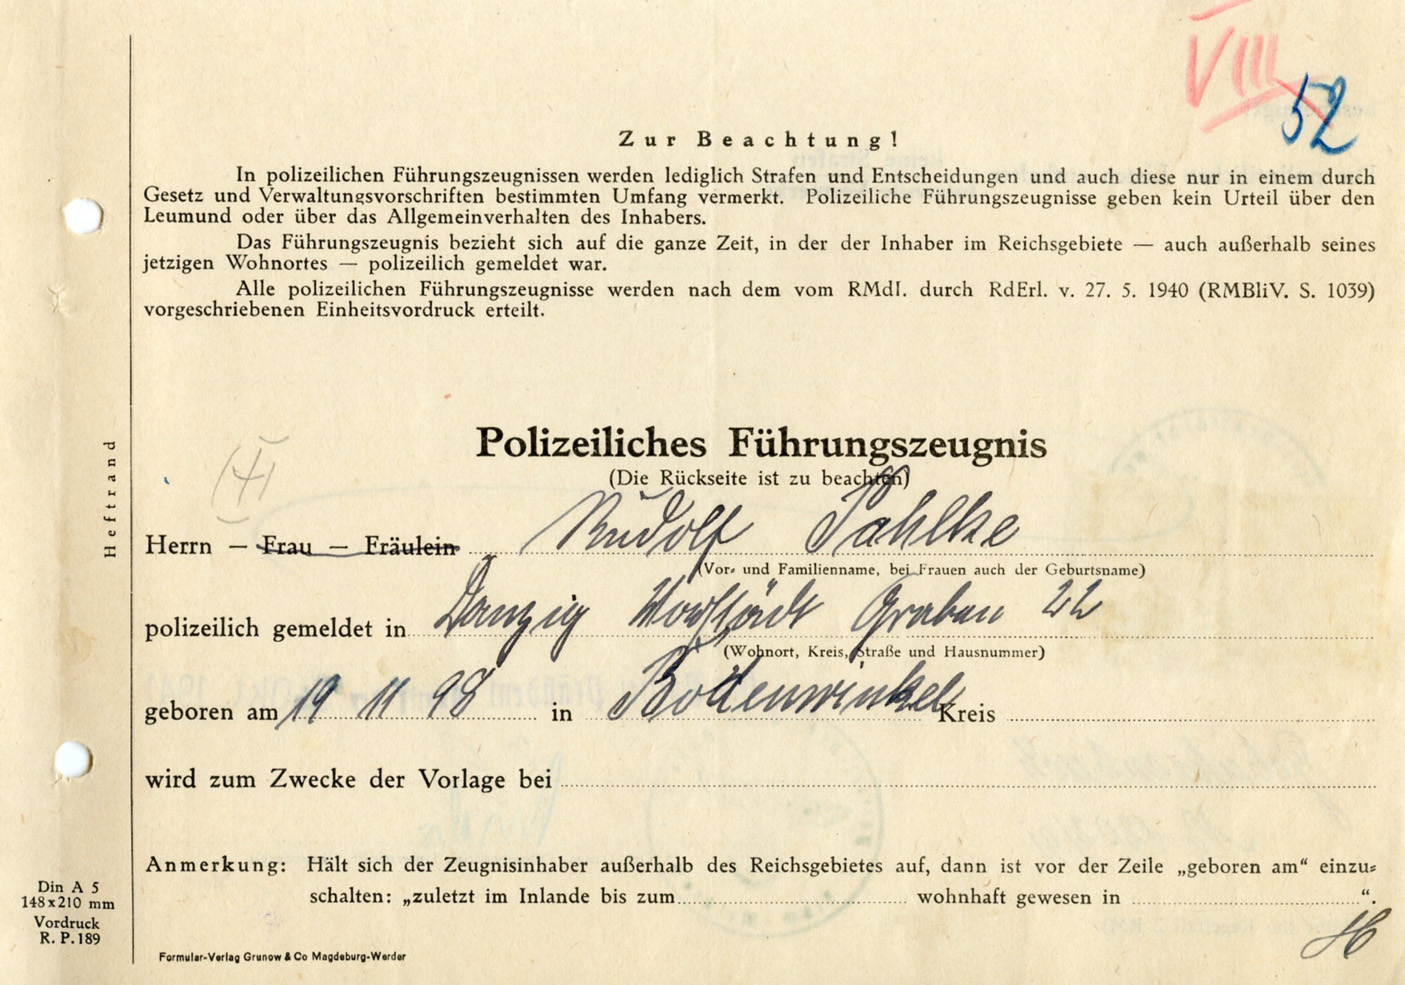 VIII
52
Zur Beachtung!
In polizeilichen Führungszeugnissen werden lediglich Strafen und Entscheidungen und auch diese nur in einem durch
Gesetz und Verwaltungsvorschriften bestimmten Umfang vermerkt. Polizeiliche Führungszeugnisse geben kein Urteil über den
Leumund oder über das Allgemeinverhalten des Inhabers.
Das Führungszeugnis bezieht sich auf die ganze Zeit, in der der Inhaber im Reichsgebiete — auch außerhalb seines
jetzigen Wohnortes — polizeilich gemeldet war.
Alle polizeilichen Führungszeugnisse werden nach dem vom RMdI. durch RdErl. v. 27. 5. 1940 (RMBliV. S. 1039)
vorgeschriebenen Einheitsvordruck erteilt.
Heftrand
Polizeiliches Führungszeugnis
(Die Rückseite ist zu beachten)
(4)
Herrn — Frau — Fräulein Rudolf Pahlke
(Vor- und Familienname, bei Frauen auch der Geburtsname)
polizeilich gemeldet in Danzig Vorstädt Graben 22
(Wohnort, Kreis, Straße und Hausnummer)
geboren am 19 11 98 in Bodenwinkel Kreis
wird zum Zwecke der Vorlage bei
Anmerkung: Hält sich der Zeugnisinhaber außerhalb des Reichsgebietes auf, dann ist vor der Zeile „geboren am“ einzu-
schalten: „zuletzt im Inlande bis zum wohnhaft gewesen in “.
Din A 5
148x210 mm
Vordruck
R. P. 189
Formular-Verlag Grunow & Co Magdeburg-Werder